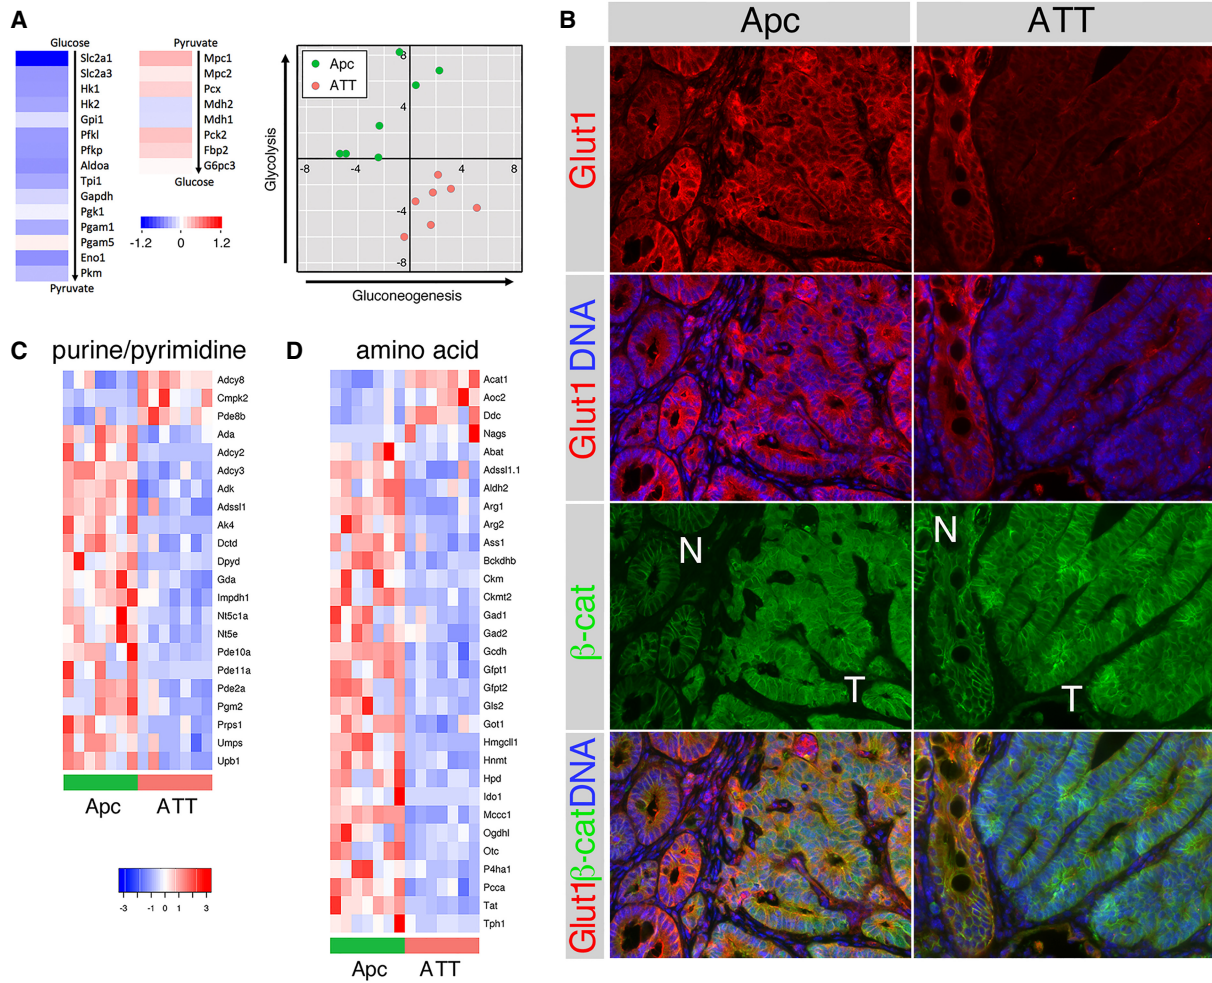 A
Glucose
Slc2a1
Slc2a3
Hk1
Hk2
Gpi1
Pfkl
Pfkp
Aldoa
Tpi1
Gapdh
Pgk1
Pgam1
Pgam5
Eno1
Pkm
Pyruvate
Pyruvate
Mpc1
Mpc2
Pcx
Mdh2
Mdh1
Pck2
Fbp2
G6pc3
Glucose
-1.2 0 1.2
Apc
ATT
8
4
-8 -4 4 8
-4
-8
Glycolysis
Gluconeogenesis
B
Apc ATT
Glut1
Glut1 DNA
β-cat
N T
N T
Glut1β-catDNA
C
purine/pyrimidine
Adcy8
Cmpk2
Pde8b
Ada
Adcy2
Adcy3
Adk
Adssl1
Ak4
Dctd
Dpyd
Gda
Impdh1
Nt5c1a
Nt5e
Pde10a
Pde11a
Pde2a
Pgm2
Prps1
Umps
Upb1
Apc ATT
-3 -1 0 1 3
D
amino acid
Acat1
Aoc2
Ddc
Nags
Abat
Adssl1.1
Aldh2
Arg1
Arg2
Ass1
Bckdhb
Ckm
Ckmt2
Gad1
Gad2
Gcdh
Gfpt1
Gfpt2
Gls2
Got1
Hmgcll1
Hnmt
Hpd
Ido1
Mccc1
Ogdhl
Otc
P4ha1
Pcca
Tat
Tph1
Apc ATT